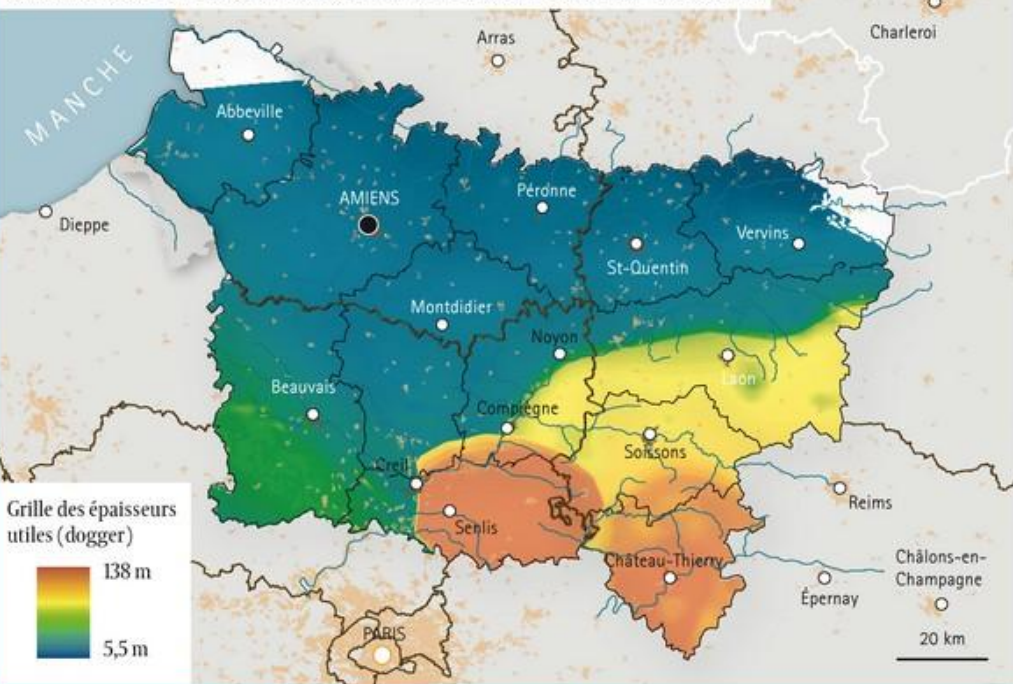 MANCHE
Arras
Charleroi
Abbeville
Dieppe
AMIENS
Péronne
St-Quentin
Vervins
Montdidier
Noyon
Laon
Beauvais
Compiègne
Soissons
Creil
Senlis
Reims
Château-Thierry
Épernay
Châlons-en-
Champagne
PARIS
Grille des épaisseurs
utiles (dogger)
138 m
5,5 m
20 km